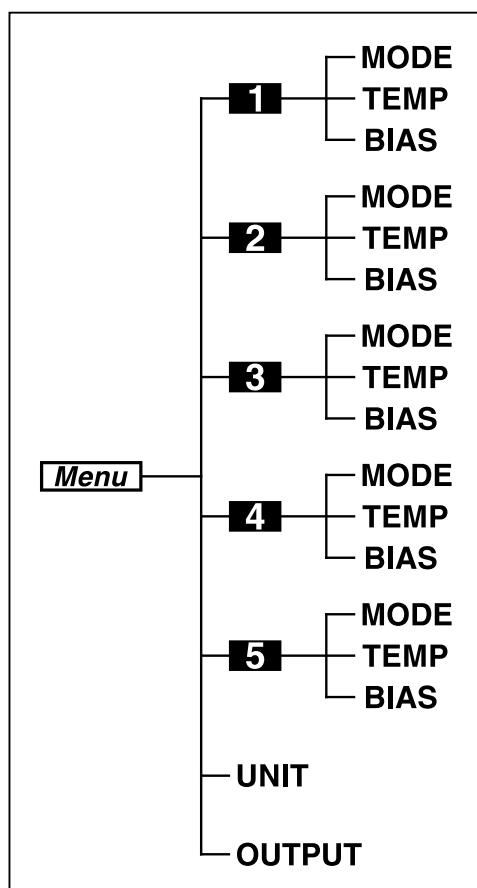 MODE
1 TEMP
BIAS
MODE
2 TEMP
BIAS
MODE
3 TEMP
BIAS
Menu
MODE
4 TEMP
BIAS
MODE
5 TEMP
BIAS
UNIT
OUTPUT